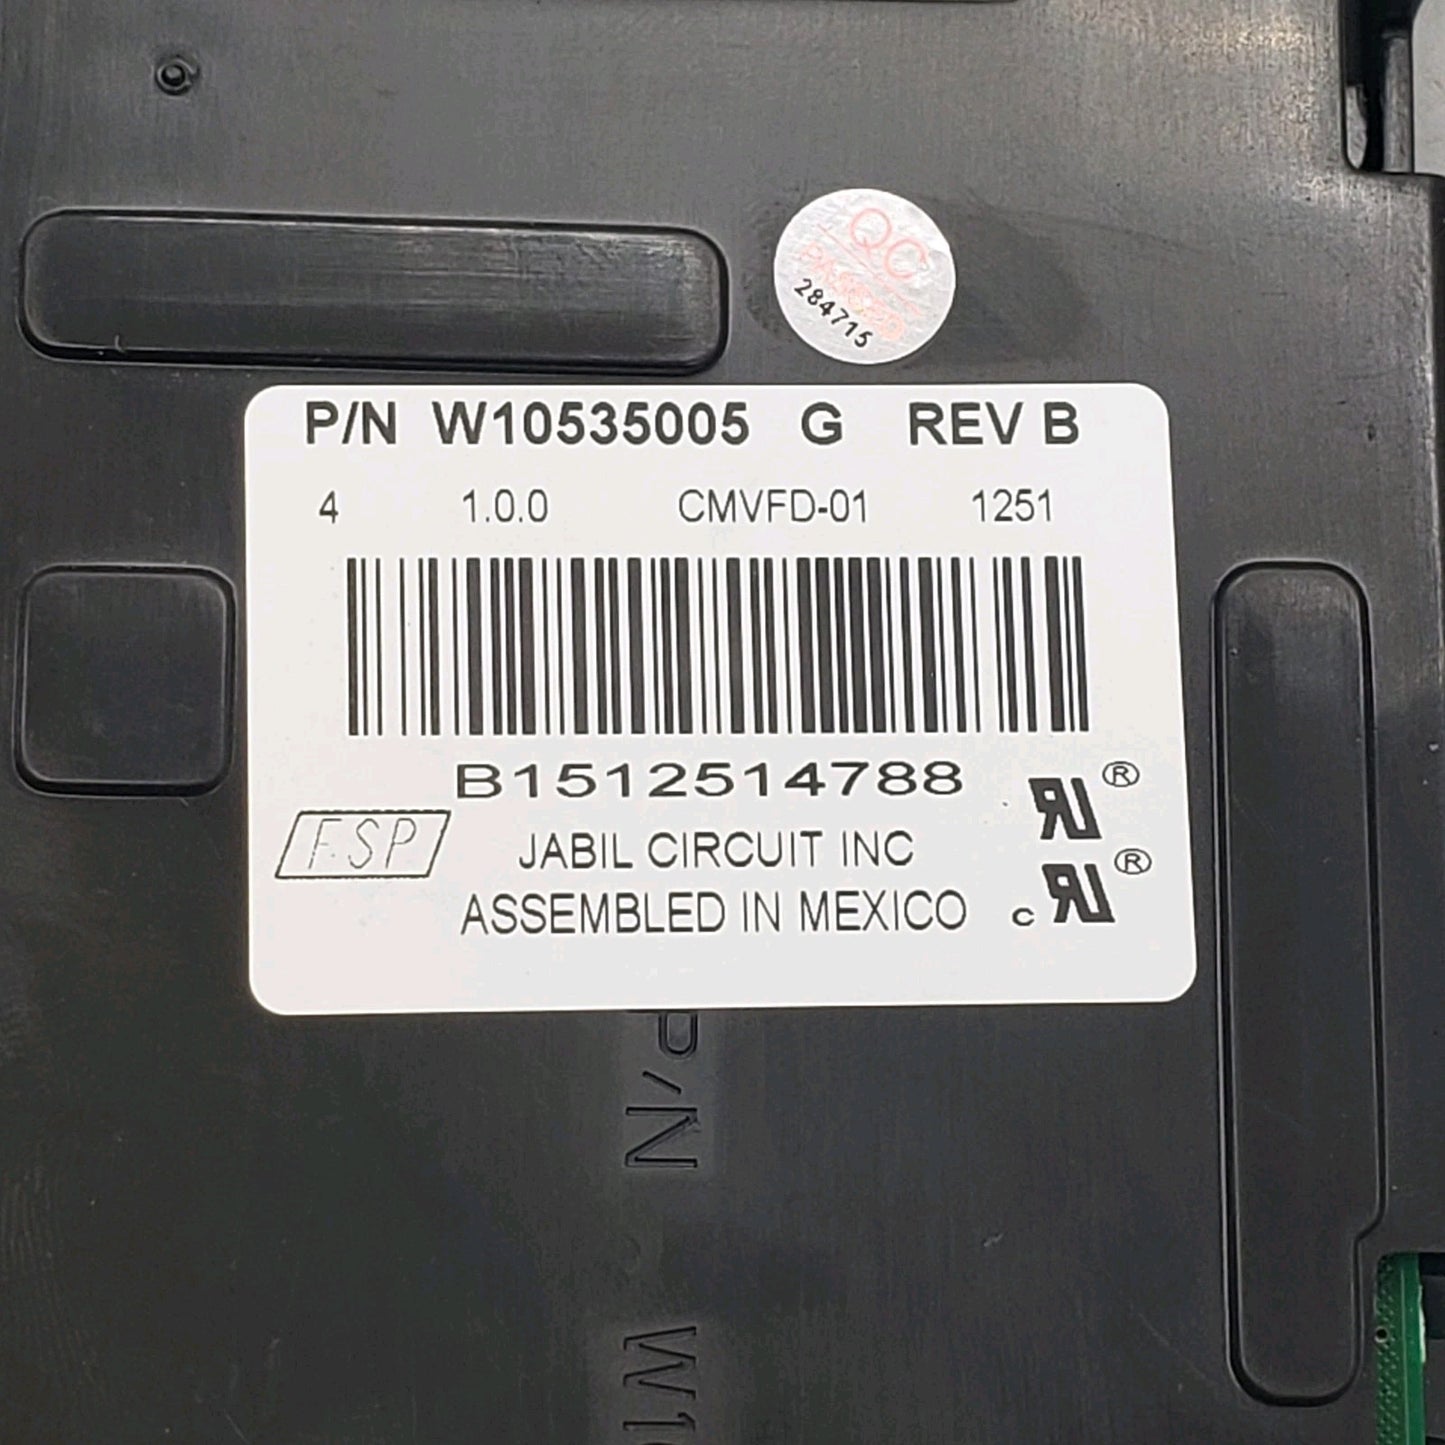 QC
284715
P/N W10535005 G REV B
4 1.0.0 CMVFD-01 1251
B1512514788
FSP
JABIL CIRCUIT INC
ASSEMBLED IN MEXICO
c
®
®
P/N
W1